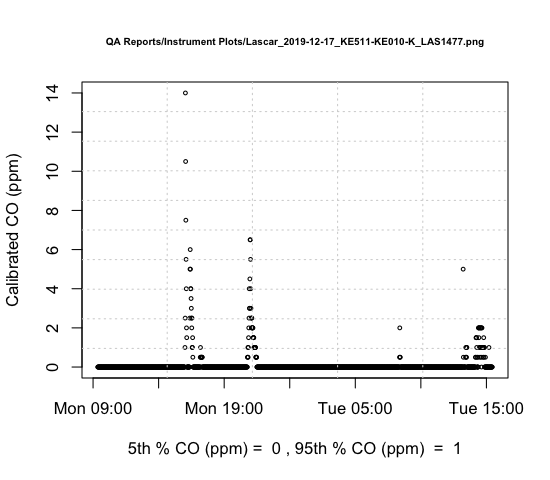 QA Reports/Instrument Plots/Lascar_2019-12-17_KE511-KE010-K_LAS1477.png
Calibrated CO (ppm)
14
12
10
8
6
4
2
0
Mon 09:00 Mon 19:00 Tue 05:00 Tue 15:00
5th % CO (ppm) = 0 , 95th % CO (ppm) = 1